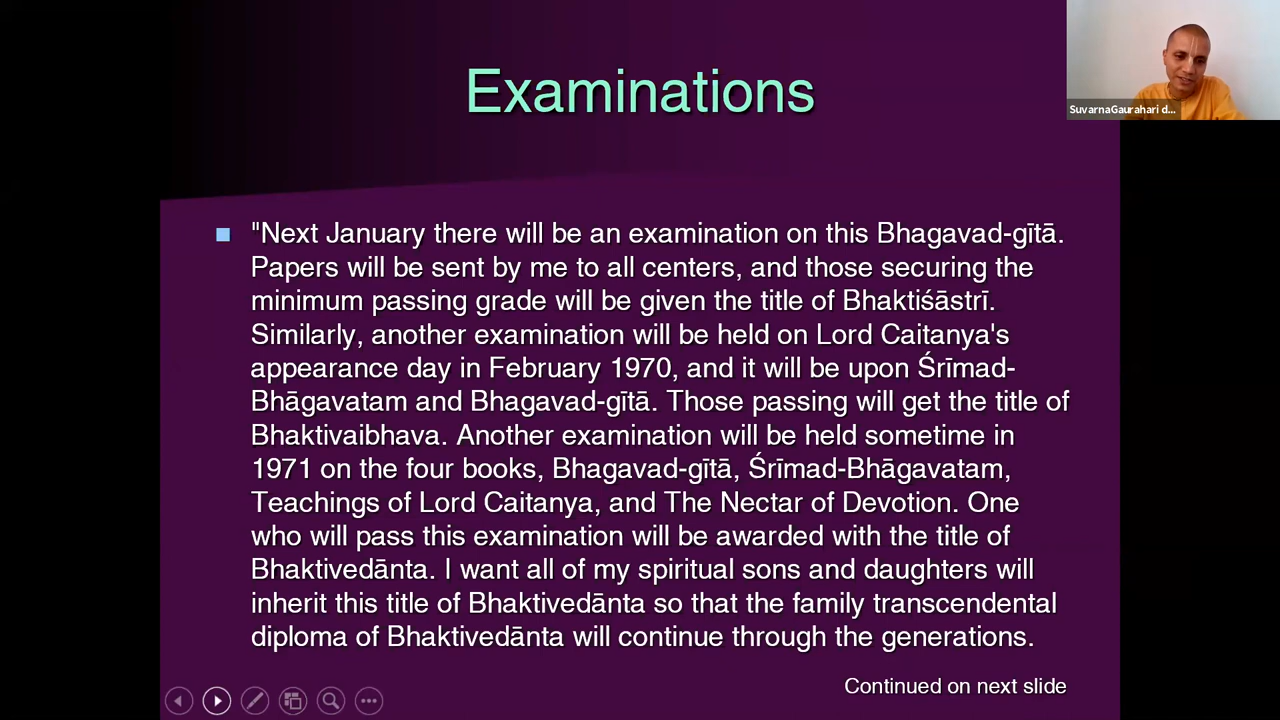 Examinations
SuvarnaGaurahari d...
"Next January there will be an examination on this Bhagavad-gītā.
Papers will be sent by me to all centers, and those securing the
minimum passing grade will be given the title of Bhaktiśāstrī.
Similarly, another examination will be held on Lord Caitanya's
appearance day in February 1970, and it will be upon Śrīmad-
Bhāgavatam and Bhagavad-gītā. Those passing will get the title of
Bhaktivaibhava. Another examination will be held sometime in
1971 on the four books, Bhagavad-gītā, Śrīmad-Bhāgavatam,
Teachings of Lord Caitanya, and The Nectar of Devotion. One
who will pass this examination will be awarded with the title of
Bhaktivedānta. I want all of my spiritual sons and daughters will
inherit this title of Bhaktivedānta so that the family transcendental
diploma of Bhaktivedānta will continue through the generations.
Continued on next slide